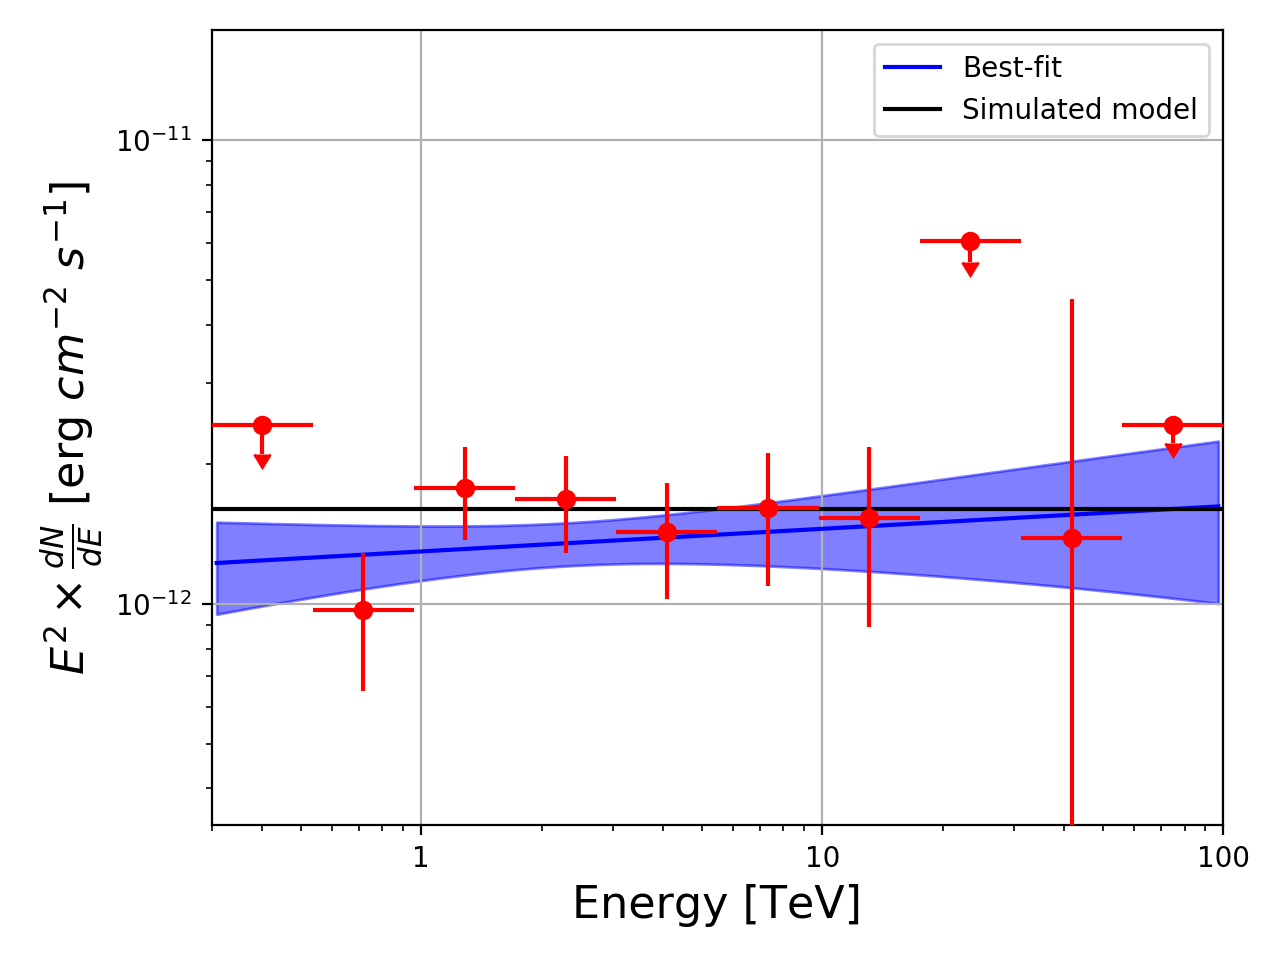 Best-fit
Simulated model
10⁻¹¹
10⁻¹²
E² × dN/dE [erg cm⁻² s⁻¹]
1
10
100
Energy [TeV]